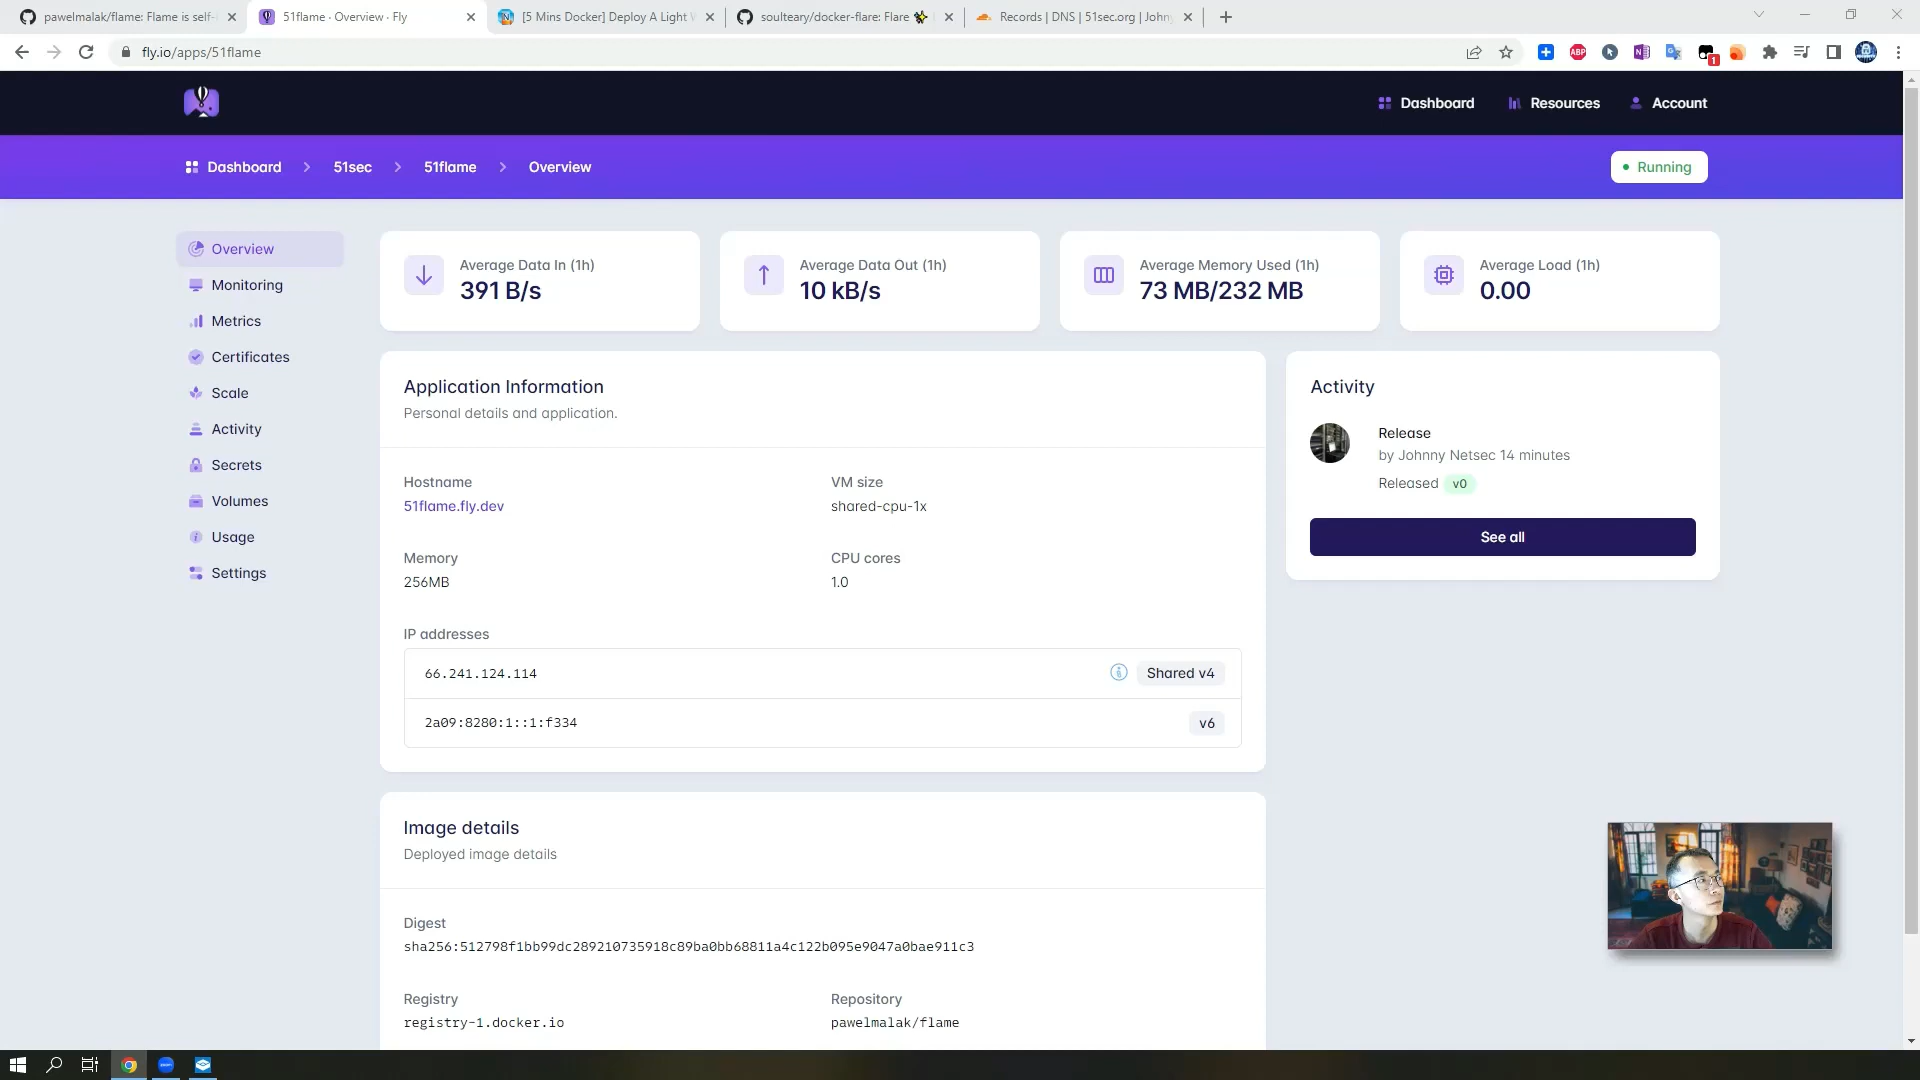 pawelmalak/flame: Flame is self-
51flame · Overview · Fly
[5 Mins Docker] Deploy A Light W
soulteary/docker-flare: Flare ✨
Records | DNS | 51sec.org | Johny
fly.io/apps/51flame
ABP
1
Dashboard
Resources
Account
Dashboard > 51sec > 51flame > Overview
Running
Overview
Monitoring
Metrics
Certificates
Scale
Activity
Secrets
Volumes
Usage
Settings
Average Data In (1h)
391 B/s
Average Data Out (1h)
10 kB/s
Average Memory Used (1h)
73 MB/232 MB
Average Load (1h)
0.00
Application Information
Personal details and application.
Hostname
51flame.fly.dev
VM size
shared-cpu-1x
Memory
256MB
CPU cores
1.0
IP addresses
66.241.124.114
Shared v4
2a09:8280:1::1:f334
v6
Activity
Release
by Johnny Netsec 14 minutes
Released v0
See all
Image details
Deployed image details
Digest
sha256:512798f1bb99dc289210735918c89ba0bb68811a4c122b095e9047a0bae911c3
Registry
registry-1.docker.io
Repository
pawelmalak/flame